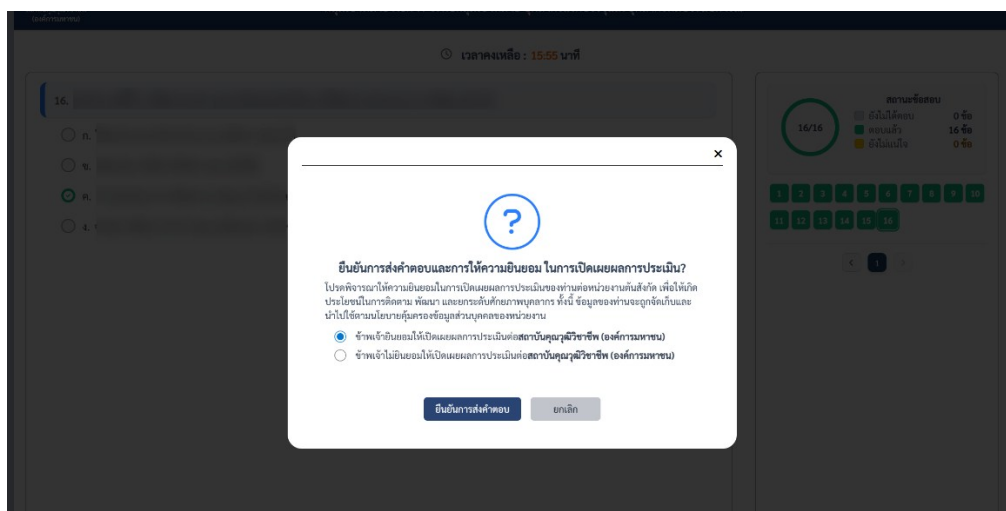 (องค์การมหาชน)
เวลาคงเหลือ : 15:55 นาที
16.
ก.
ข.
ค.
ง.
สถานะข้อสอบ
16/16
ยังไม่ได้ตอบ 0 ข้อ
ตอบแล้ว 16 ข้อ
ยังไม่แน่ใจ 0 ข้อ
1 2 3 4 5 6 7 8 9 10
11 12 13 14 15 16
< 1 >
×
?
ยืนยันการส่งคำตอบและการให้ความยินยอม ในการเปิดเผยผลการประเมิน?
โปรดพิจารณาให้ความยินยอมในการเปิดเผยผลการประเมินของท่านต่อหน่วยงานต้นสังกัด เพื่อให้เกิด
ประโยชน์ในการติดตาม พัฒนา และยกระดับศักยภาพบุคลากร ทั้งนี้ ข้อมูลของท่านจะถูกจัดเก็บและ
นำไปใช้ตามนโยบายคุ้มครองข้อมูลส่วนบุคคลของหน่วยงาน
ข้าพเจ้ายินยอมให้เปิดเผยผลการประเมินต่อสถาบันคุณวุฒิวิชาชีพ (องค์การมหาชน)
ข้าพเจ้าไม่ยินยอมให้เปิดเผยผลการประเมินต่อสถาบันคุณวุฒิวิชาชีพ (องค์การมหาชน)
ยืนยันการส่งคำตอบ
ยกเลิก